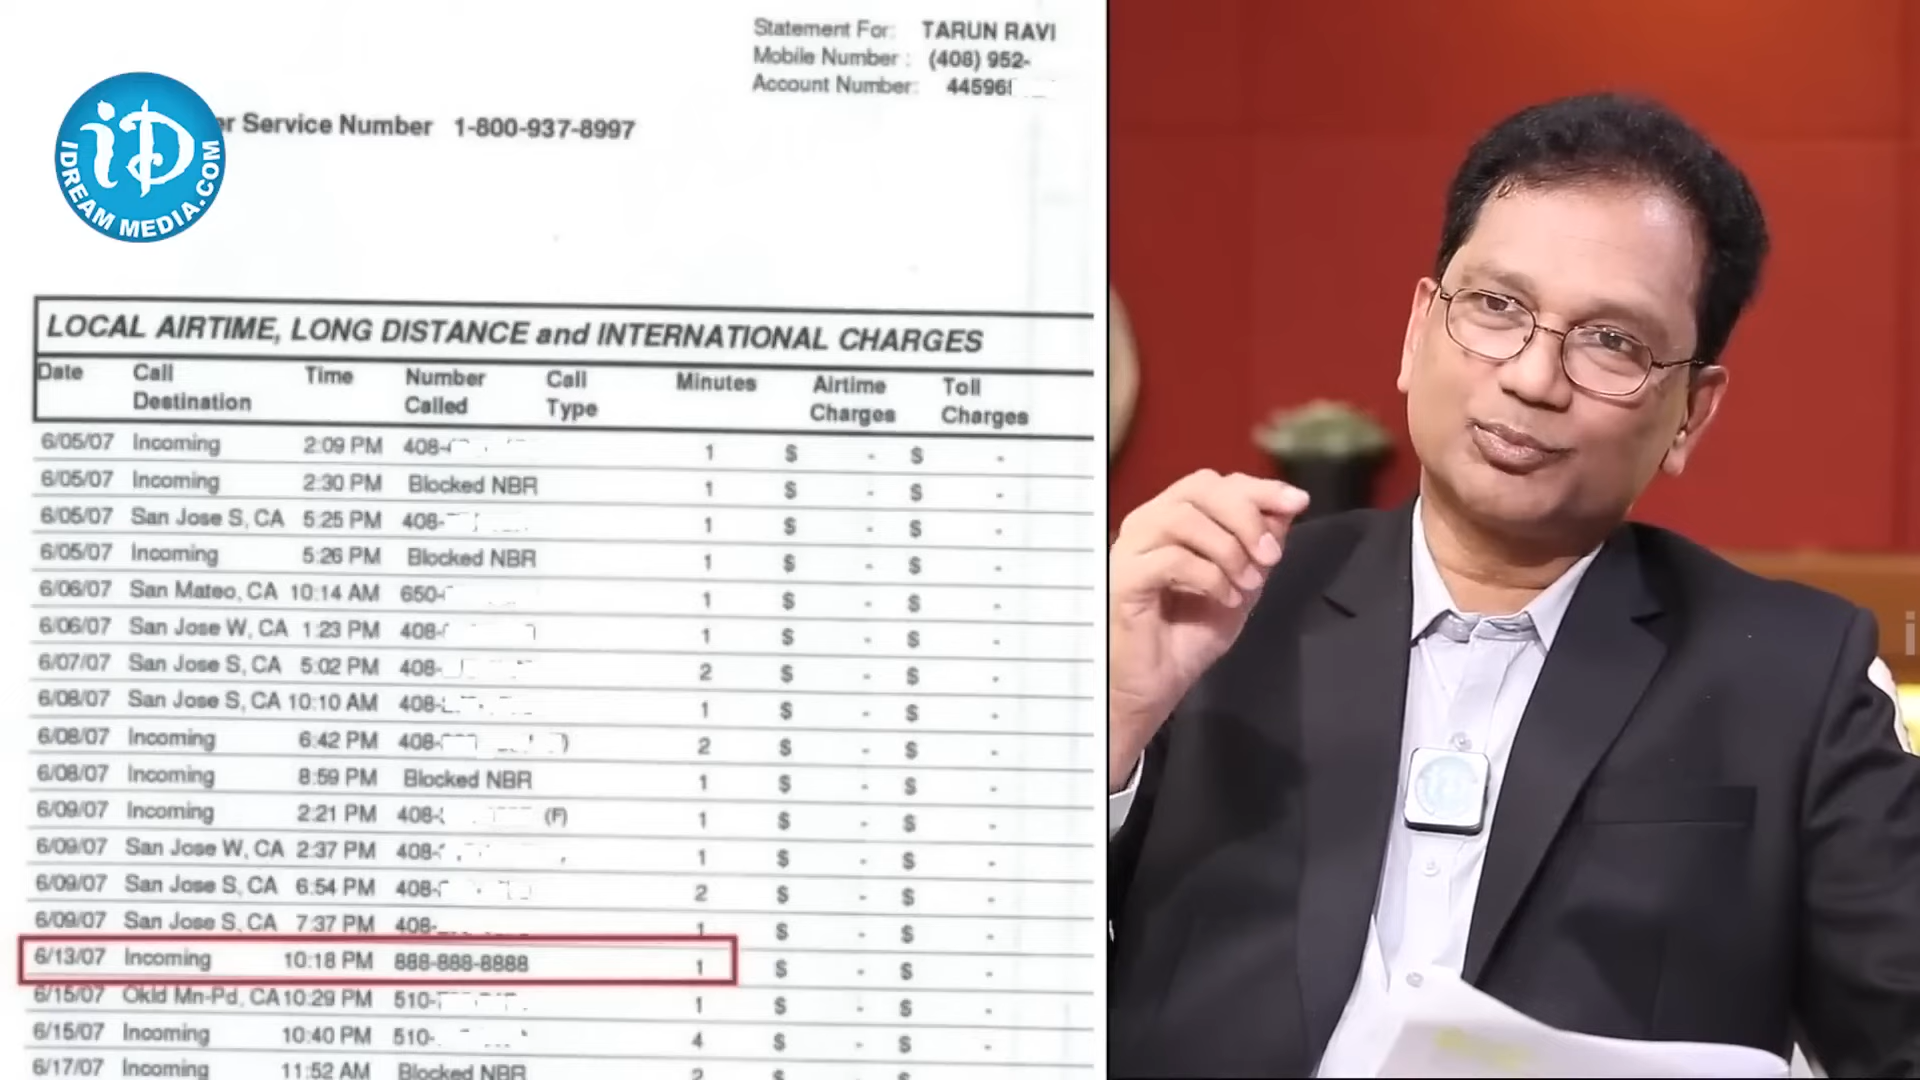 Statement For: TARUN RAVI
Mobile Number : (408) 952-
Account Number: 44596
er Service Number 1-800-937-8997
iD
IDREAM MEDIA.COM
LOCAL AIRTIME, LONG DISTANCE and INTERNATIONAL CHARGES
Date Call Destination Time Number Called Call Type Minutes Airtime Charges Toll Charges
6/05/07 Incoming 2:09 PM 408- 1 $ - $ -
6/05/07 Incoming 2:30 PM Blocked NBR 1 $ - $ -
6/05/07 San Jose S, CA 5:25 PM 408- 1 $ - $ -
6/05/07 Incoming 5:26 PM Blocked NBR 1 $ - $ -
6/06/07 San Mateo, CA 10:14 AM 650- 1 $ - $ -
6/06/07 San Jose W, CA 1:23 PM 408- 1 $ - $ -
6/07/07 San Jose S, CA 5:02 PM 408- 2 $ - $ -
6/08/07 San Jose S, CA 10:10 AM 408- 1 $ - $ -
6/08/07 Incoming 6:42 PM 408- ) 2 $ - $ -
6/08/07 Incoming 8:59 PM Blocked NBR 1 $ - $ -
6/09/07 Incoming 2:21 PM 408- (F) 1 $ - $ -
6/09/07 San Jose W, CA 2:37 PM 408- 1 $ - $ -
6/09/07 San Jose S, CA 6:54 PM 408- 2 $ - $ -
6/09/07 San Jose S, CA 7:37 PM 408- 1 $ - $ -
6/13/07 Incoming 10:18 PM 888-888-8888 1 $ - $ -
6/15/07 Okld Mn-Pd, CA 10:29 PM 510- 1 $ - $ -
6/15/07 Incoming 10:40 PM 510- 4 $ - $ -
6/17/07 Incoming 11:52 AM Blocked NBR 2 $ - $ -
iD
i